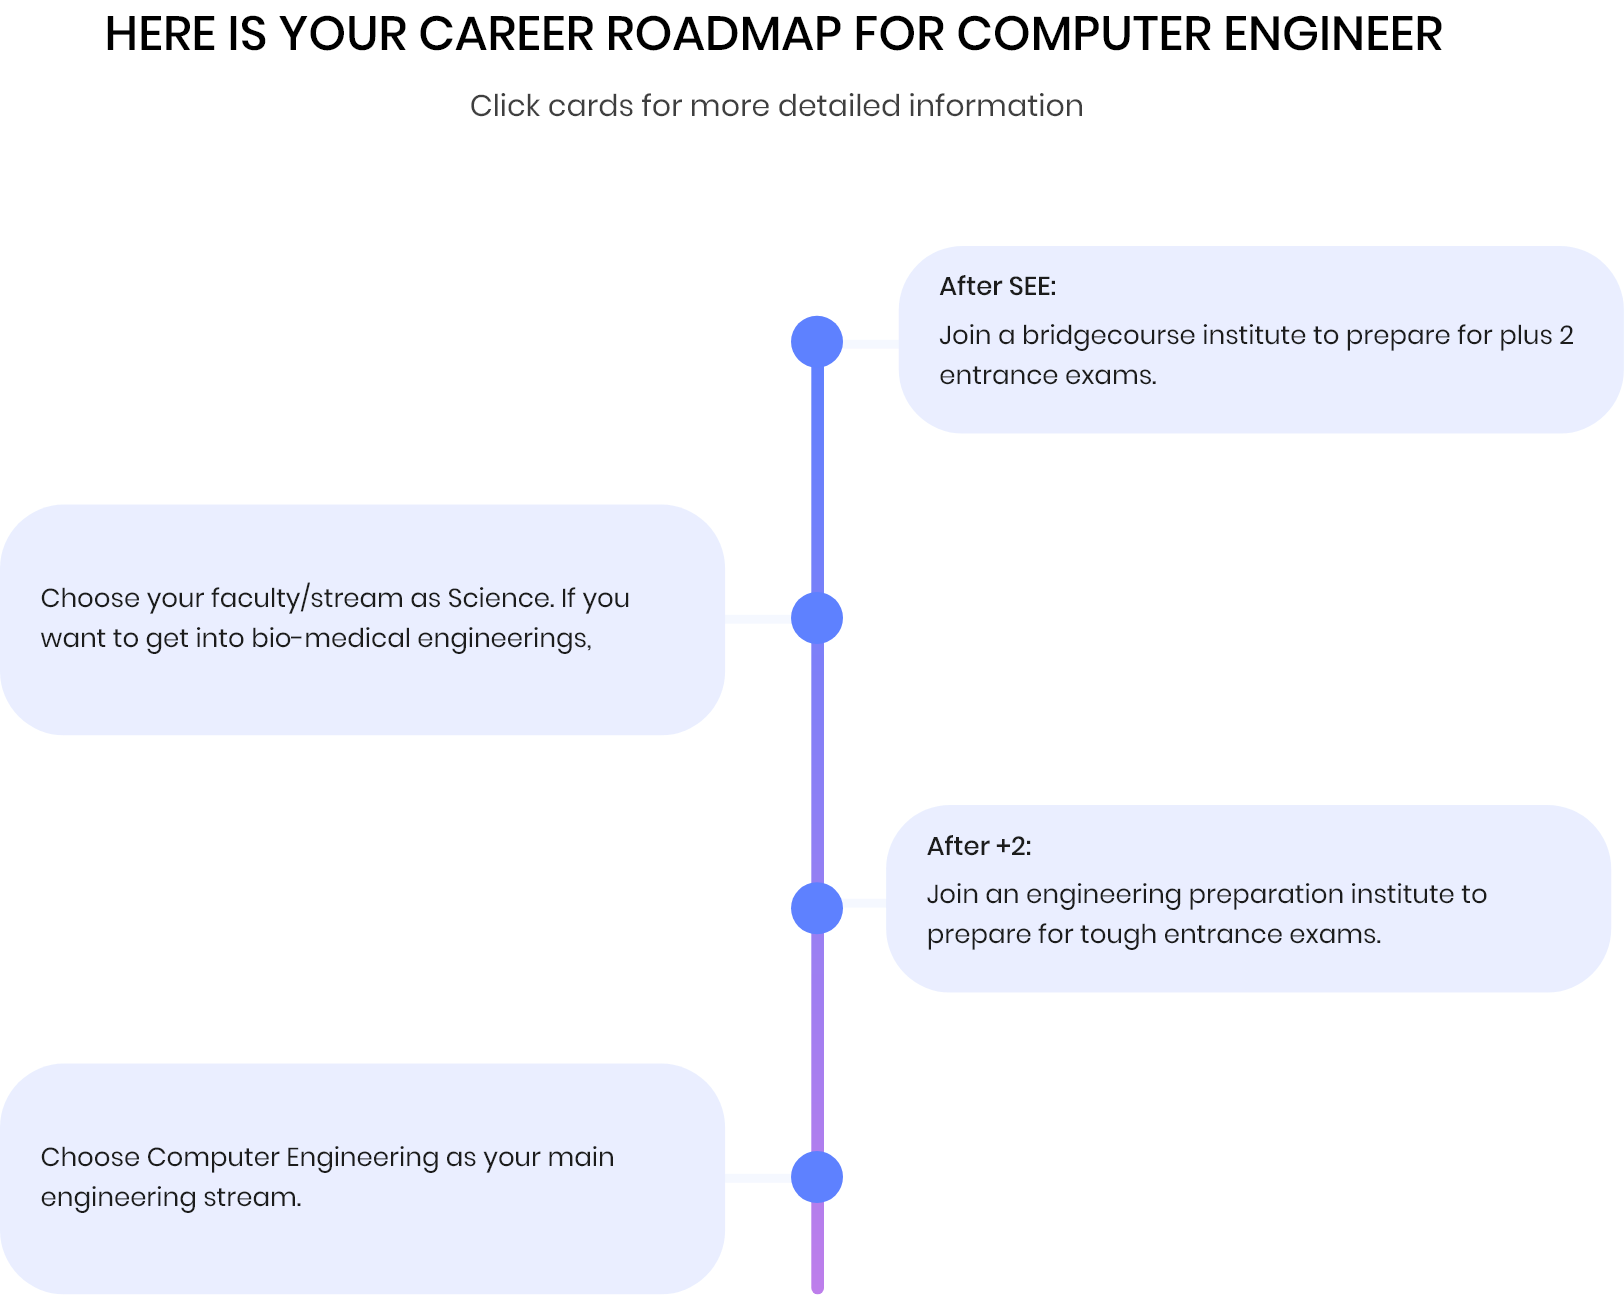 HERE IS YOUR CAREER ROADMAP FOR COMPUTER ENGINEER
Click cards for more detailed information
After SEE:
Join a bridgecourse institute to prepare for plus 2
entrance exams.
Choose your faculty/stream as Science. If you
want to get into bio-medical engineerings,
After +2:
Join an engineering preparation institute to
prepare for tough entrance exams.
Choose Computer Engineering as your main
engineering stream.